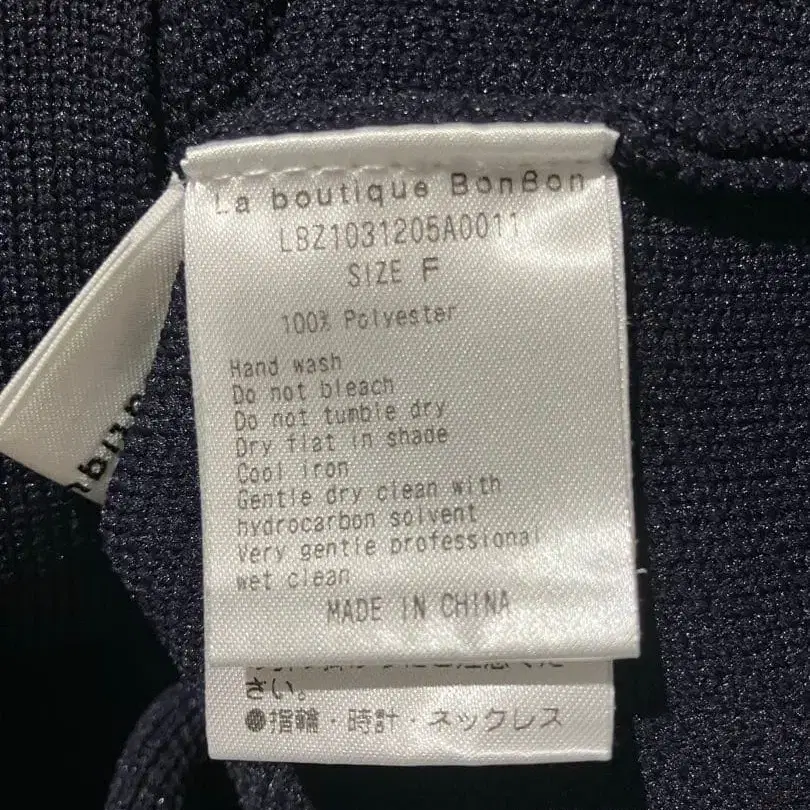 La boutique BonBon
LBZ1031205A0011
SIZE F
100% Polyester
Hand wash
Do not bleach
Do not tumble dry
Dry flat in shade
Cool iron
Gentle dry clean with
hydrocarbon solvent
Very gentle professional
wet clean
MADE IN CHINA
さい。
●指輪・時計・ネックレス